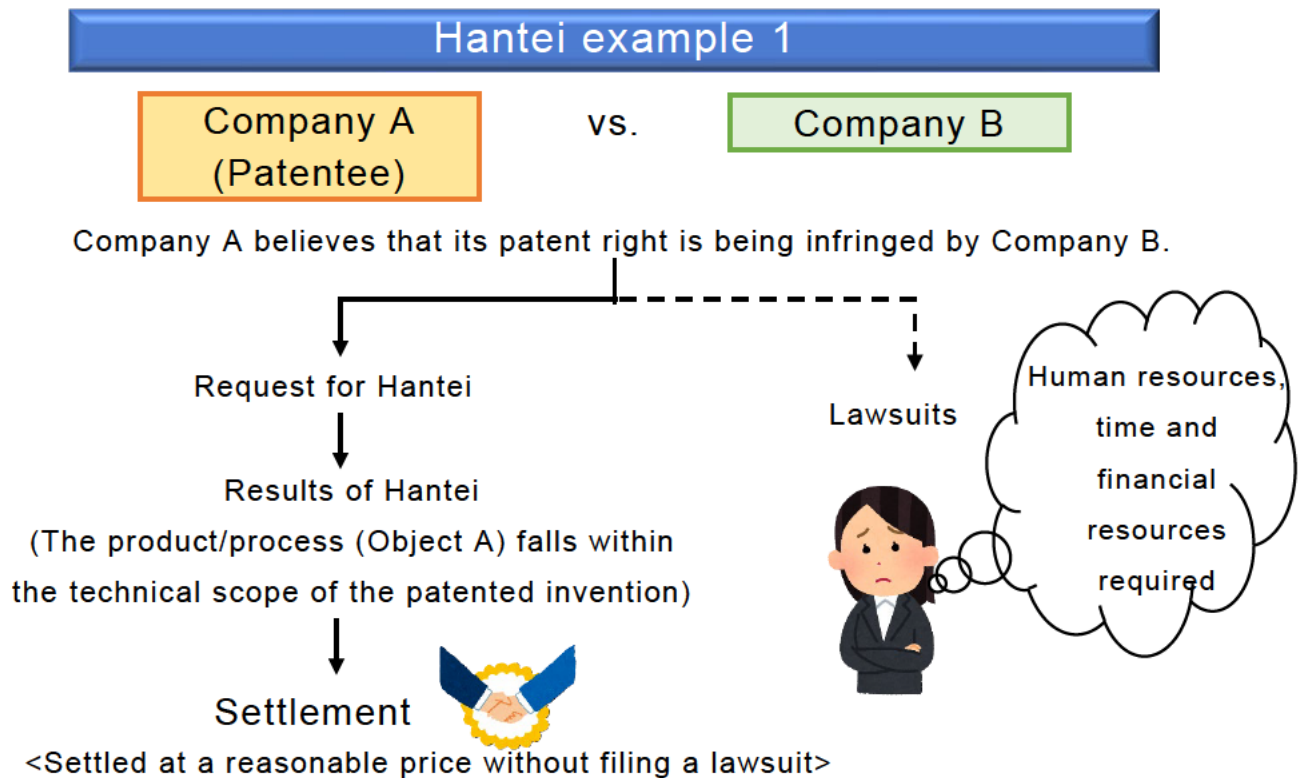 Hantei example 1
Company A
(Patentee)
vs.
Company B
Company A believes that its patent right is being infringed by Company B.
Request for Hantei
Lawsuits
Human resources,
time and
financial
resources
required
Results of Hantei
(The product/process (Object A) falls within
the technical scope of the patented invention)
Settlement
<Settled at a reasonable price without filing a lawsuit>